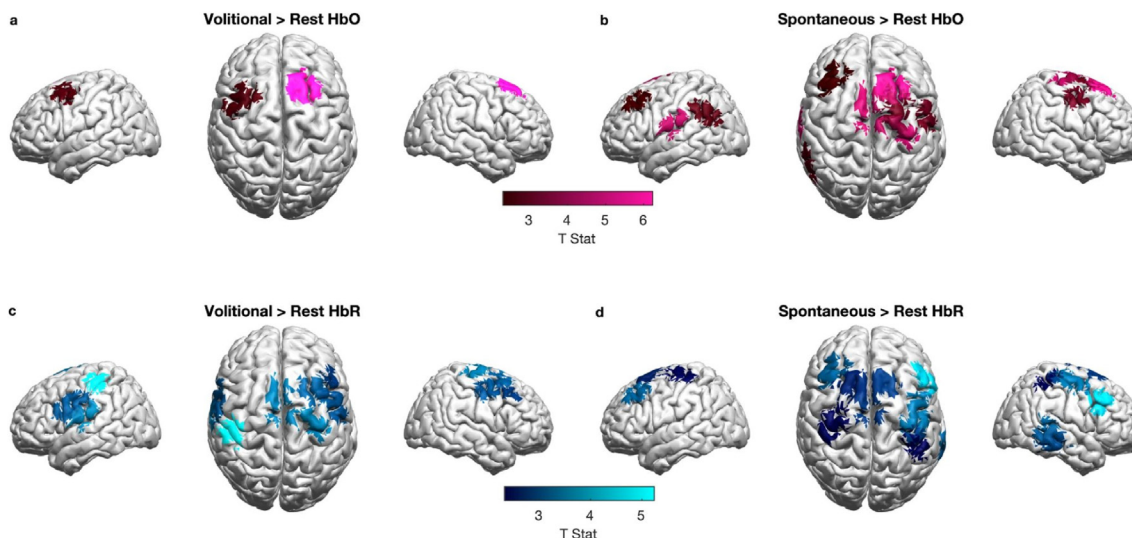 a
Volitional > Rest HbO
b
Spontaneous > Rest HbO
3 4 5 6
T Stat
c
Volitional > Rest HbR
d
Spontaneous > Rest HbR
3 4 5
T Stat